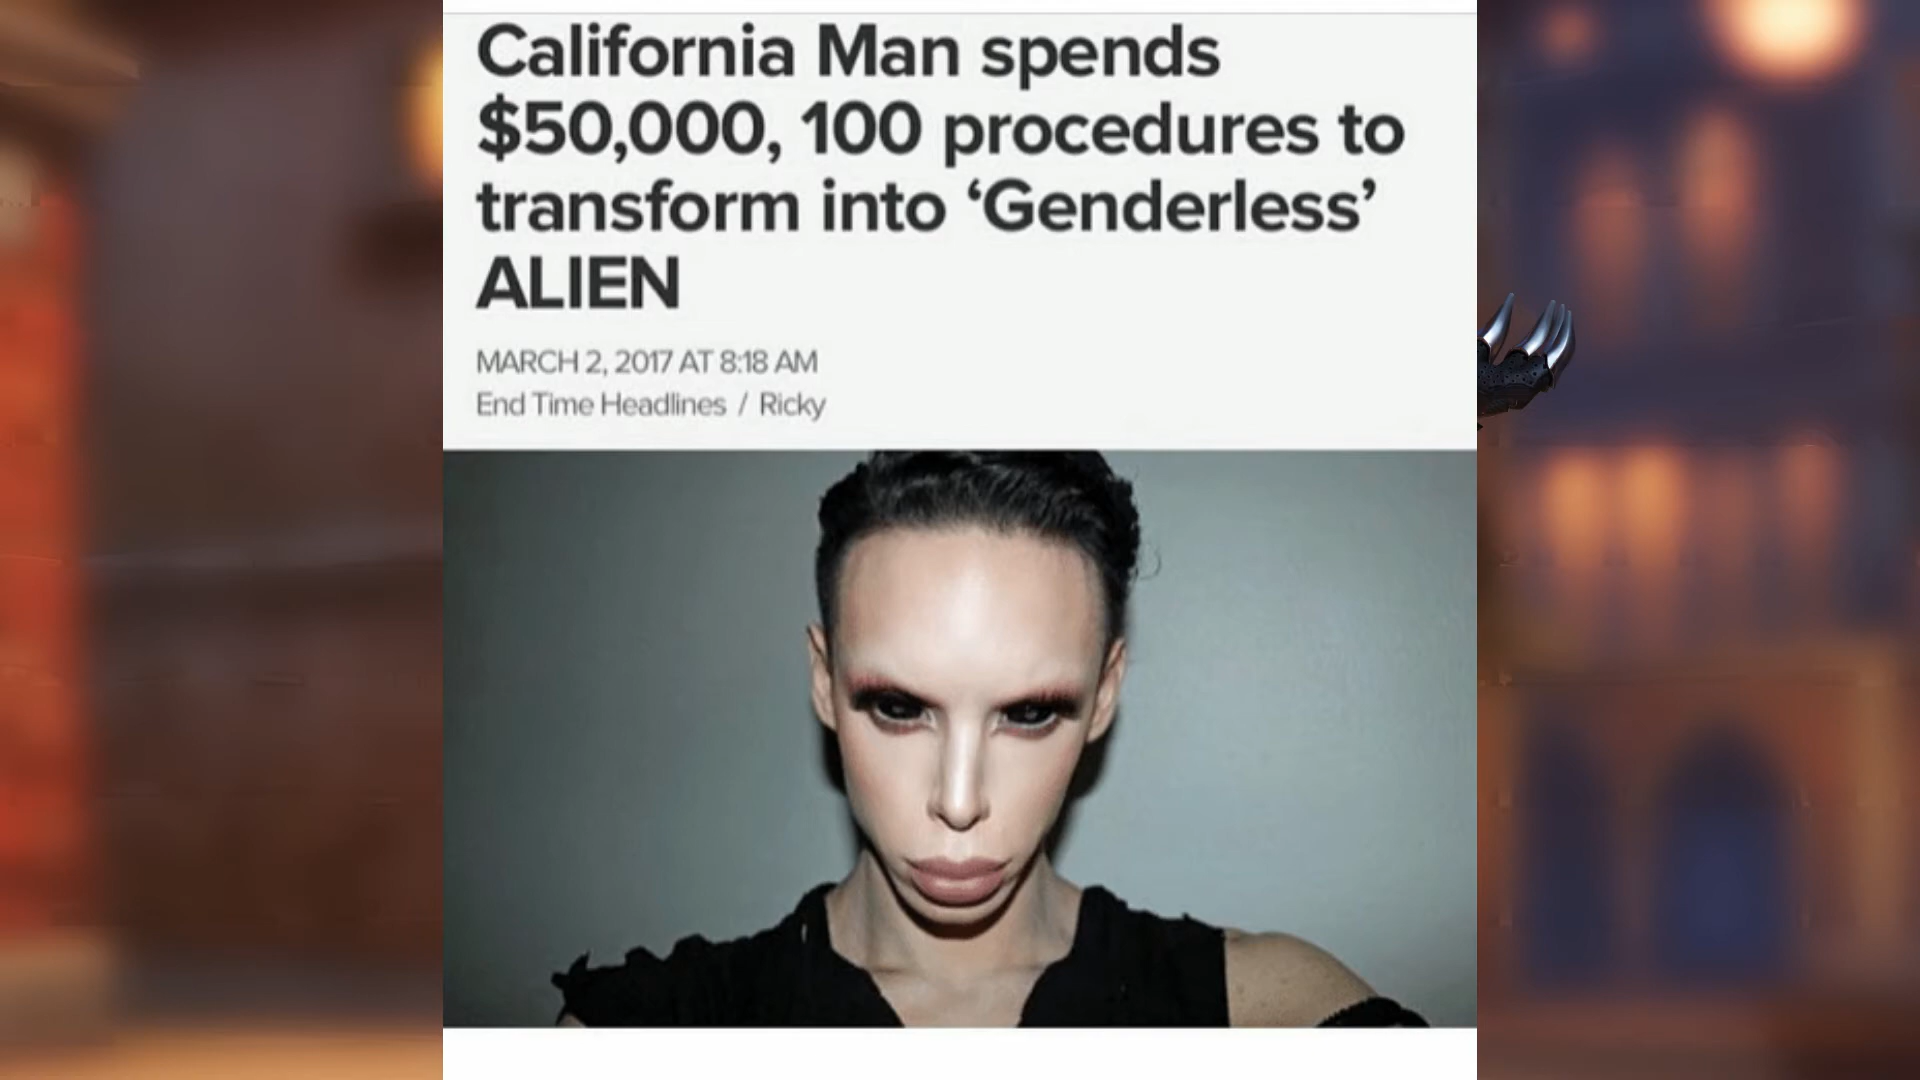 California Man spends
$50,000, 100 procedures to
transform into ‘Genderless’
ALIEN
MARCH 2, 2017 AT 8:18 AM
End Time Headlines / Ricky